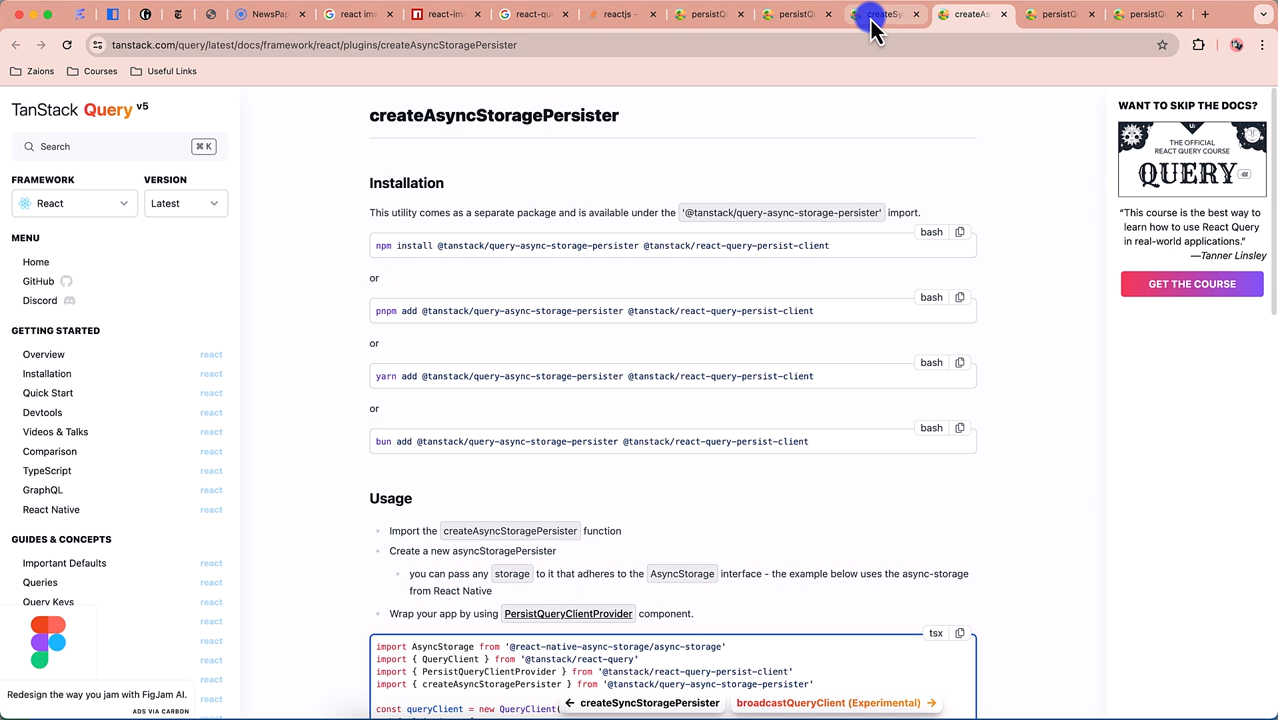 NewsPap
react ima
react-ima
react-que
reactjs -
persistQu
persistQu
createSy
createAs
persistQu
persistQu
tanstack.com/query/latest/docs/framework/react/plugins/createAsyncStoragePersister
Zaions
Courses
Useful Links
TanStack Query v5
Search
⌘ K
FRAMEWORK
VERSION
React
Latest
MENU
Home
GitHub
Discord
GETTING STARTED
Overview react
Installation react
Quick Start react
Devtools react
Videos & Talks react
Comparison react
TypeScript react
GraphQL react
React Native react
GUIDES & CONCEPTS
Important Defaults react
Queries react
Query Keys react
react
react
react
react
react
Redesign the way you jam with FigJam AI.
ADS VIA CARBON
createAsyncStoragePersister
Installation
This utility comes as a separate package and is available under the '@tanstack/query-async-storage-persister' import.
bash
npm install @tanstack/query-async-storage-persister @tanstack/react-query-persist-client
or
bash
pnpm add @tanstack/query-async-storage-persister @tanstack/react-query-persist-client
or
bash
yarn add @tanstack/query-async-storage-persister @tanstack/react-query-persist-client
or
bash
bun add @tanstack/query-async-storage-persister @tanstack/react-query-persist-client
Usage
Import the createAsyncStoragePersister function
Create a new asyncStoragePersister
you can pass any storage to it that adheres to the AsyncStorage interface - the example below uses the async-storage
from React Native
Wrap your app by using PersistQueryClientProvider component.
tsx
import AsyncStorage from '@react-native-async-storage/async-storage'
import { QueryClient } from '@tanstack/react-query'
import { PersistQueryClientProvider } from '@tanstack/react-query-persist-client'
import { createAsyncStoragePersister } from '@tanstack/query-async-storage-persister'
const queryClient = new QueryClient(
← createSyncStoragePersister
broadcastQueryClient (Experimental) →
WANT TO SKIP THE DOCS?
THE OFFICIAL
REACT QUERY COURSE
QUERY
“This course is the best way to
learn how to use React Query
in real-world applications.”
—Tanner Linsley
GET THE COURSE